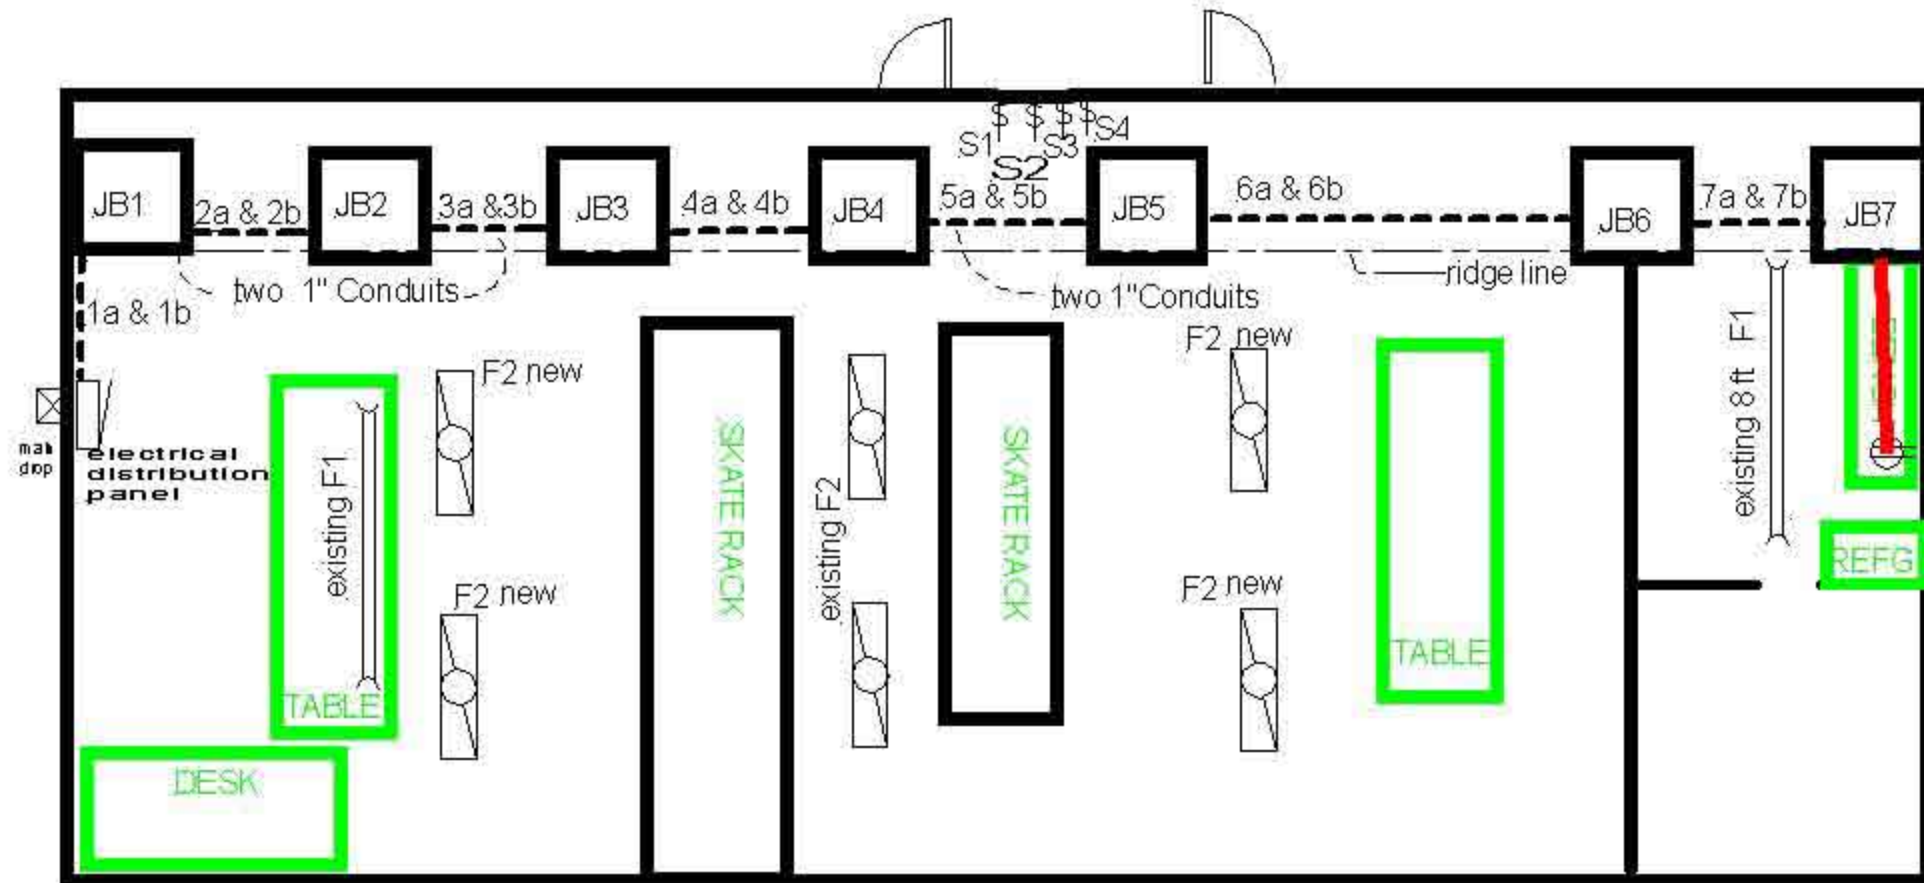 S1
S2
S3
S4
JB1
2a & 2b
JB2
3a &3b
JB3
4a & 4b
JB4
5a & 5b
JB5
6a & 6b
JB6
7a & 7b
JB7
two 1" Conduits
two 1"Conduits
ridge line
1a & 1b
main
drop
electrical
distribution
panel
existing F1
F2 new
F2 new
SKATE RACK
existing F2
SKATE RACK
F2 new
F2 new
existing 8 ft F1
REFG
TABLE
TABLE
DESK